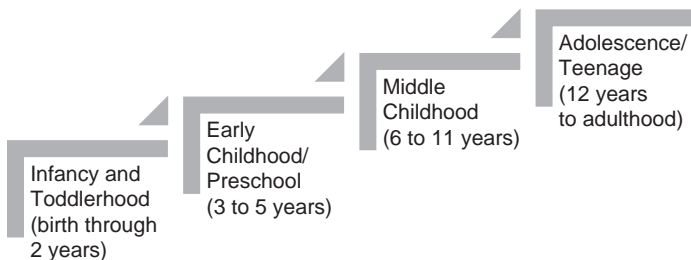 Infancy and
Toddlerhood
(birth through
2 years)
Early
Childhood/
Preschool
(3 to 5 years)
Middle
Childhood
(6 to 11 years)
Adolescence/
Teenage
(12 years
to adulthood)